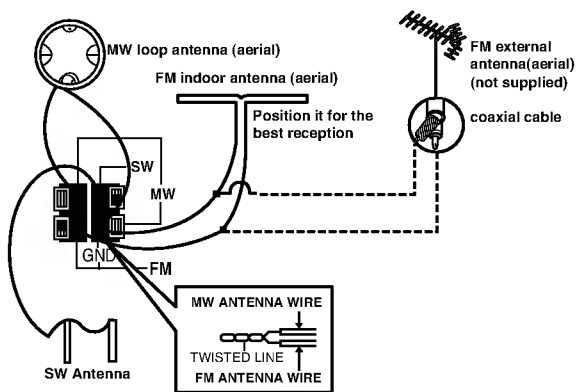 MW loop antenna (aerial)
FM indoor antenna (aerial)
Position it for the
best reception
FM external
antenna(aerial)
(not supplied)
coaxial cable
SW
MW
GND
FM
SW Antenna
MW ANTENNA WIRE
TWISTED LINE
FM ANTENNA WIRE